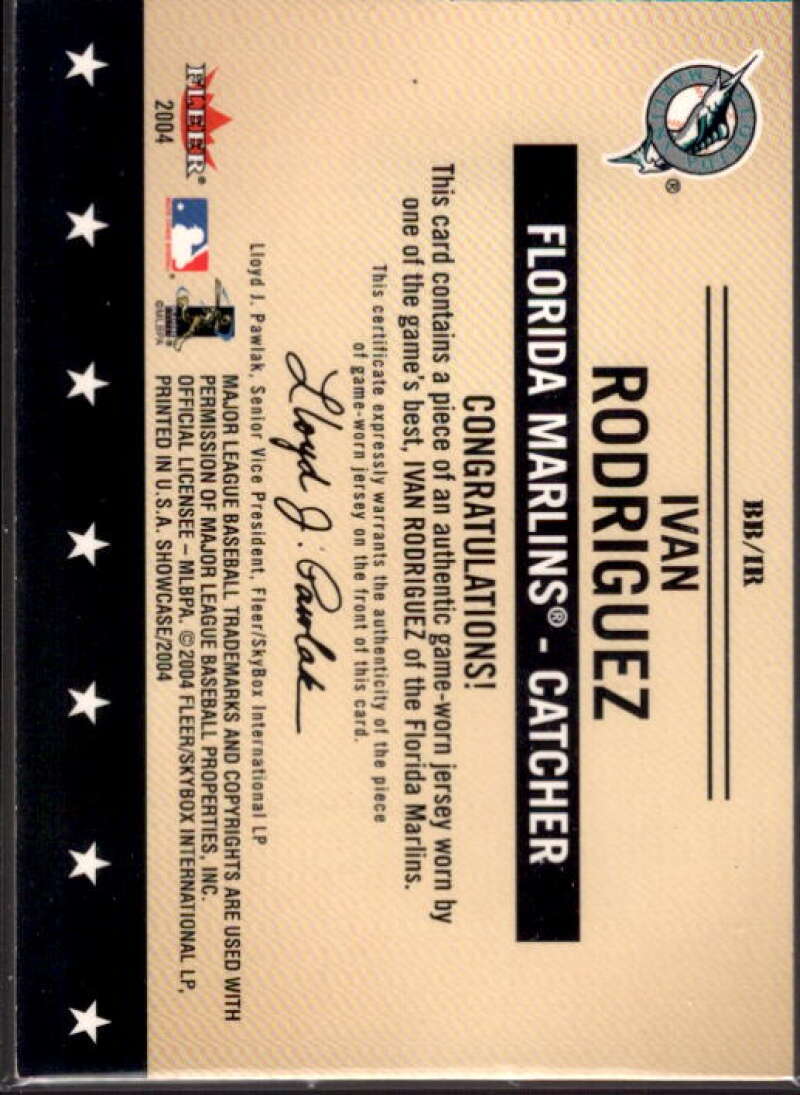 BB/IR
IVAN
RODRIGUEZ
FLORIDA MARLINS® - CATCHER
CONGRATULATIONS!
This card contains a piece of an authentic game-worn jersey worn by
one of the game's best, IVAN RODRIGUEZ of the Florida Marlins.
This certificate expressly warrants the authenticity of the piece
of game-worn jersey on the front of this card.
Lloyd J. Pawlak
Lloyd J. Pawlak, Senior Vice President, Fleer/SkyBox International LP
FLEER®
2004
©MLBPA
MAJOR LEAGUE BASEBALL TRADEMARKS AND COPYRIGHTS ARE USED WITH
PERMISSION OF MAJOR LEAGUE BASEBALL PROPERTIES, INC.
OFFICIAL LICENSEE – MLBPA. © 2004 FLEER/SKYBOX INTERNATIONAL LP,
PRINTED IN U.S.A. SHOWCASE/2004